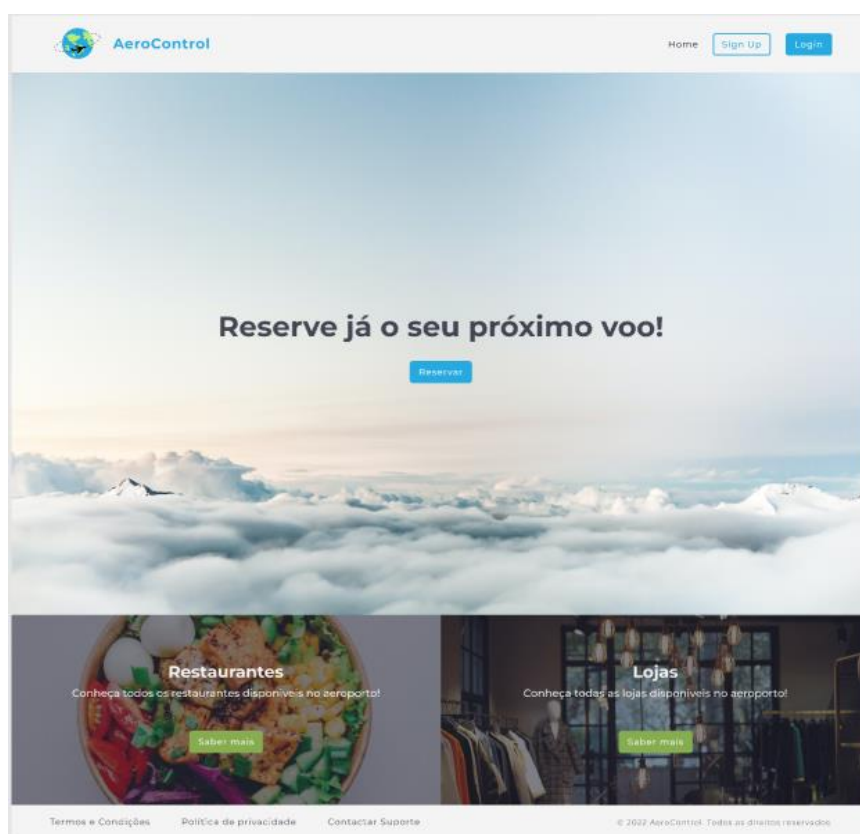 AeroControl
Home
Sign Up
Login
Reserve já o seu próximo voo!
Reservar
Restaurantes
Conheça todos os restaurantes disponíveis no aeroporto!
Saber mais
Lojas
Conheça todas as lojas disponíveis no aeroporto!
Saber mais
Termos e Condições
Política de privacidade
Contactar Suporte
© 2022 AeroControl. Todos os direitos reservados